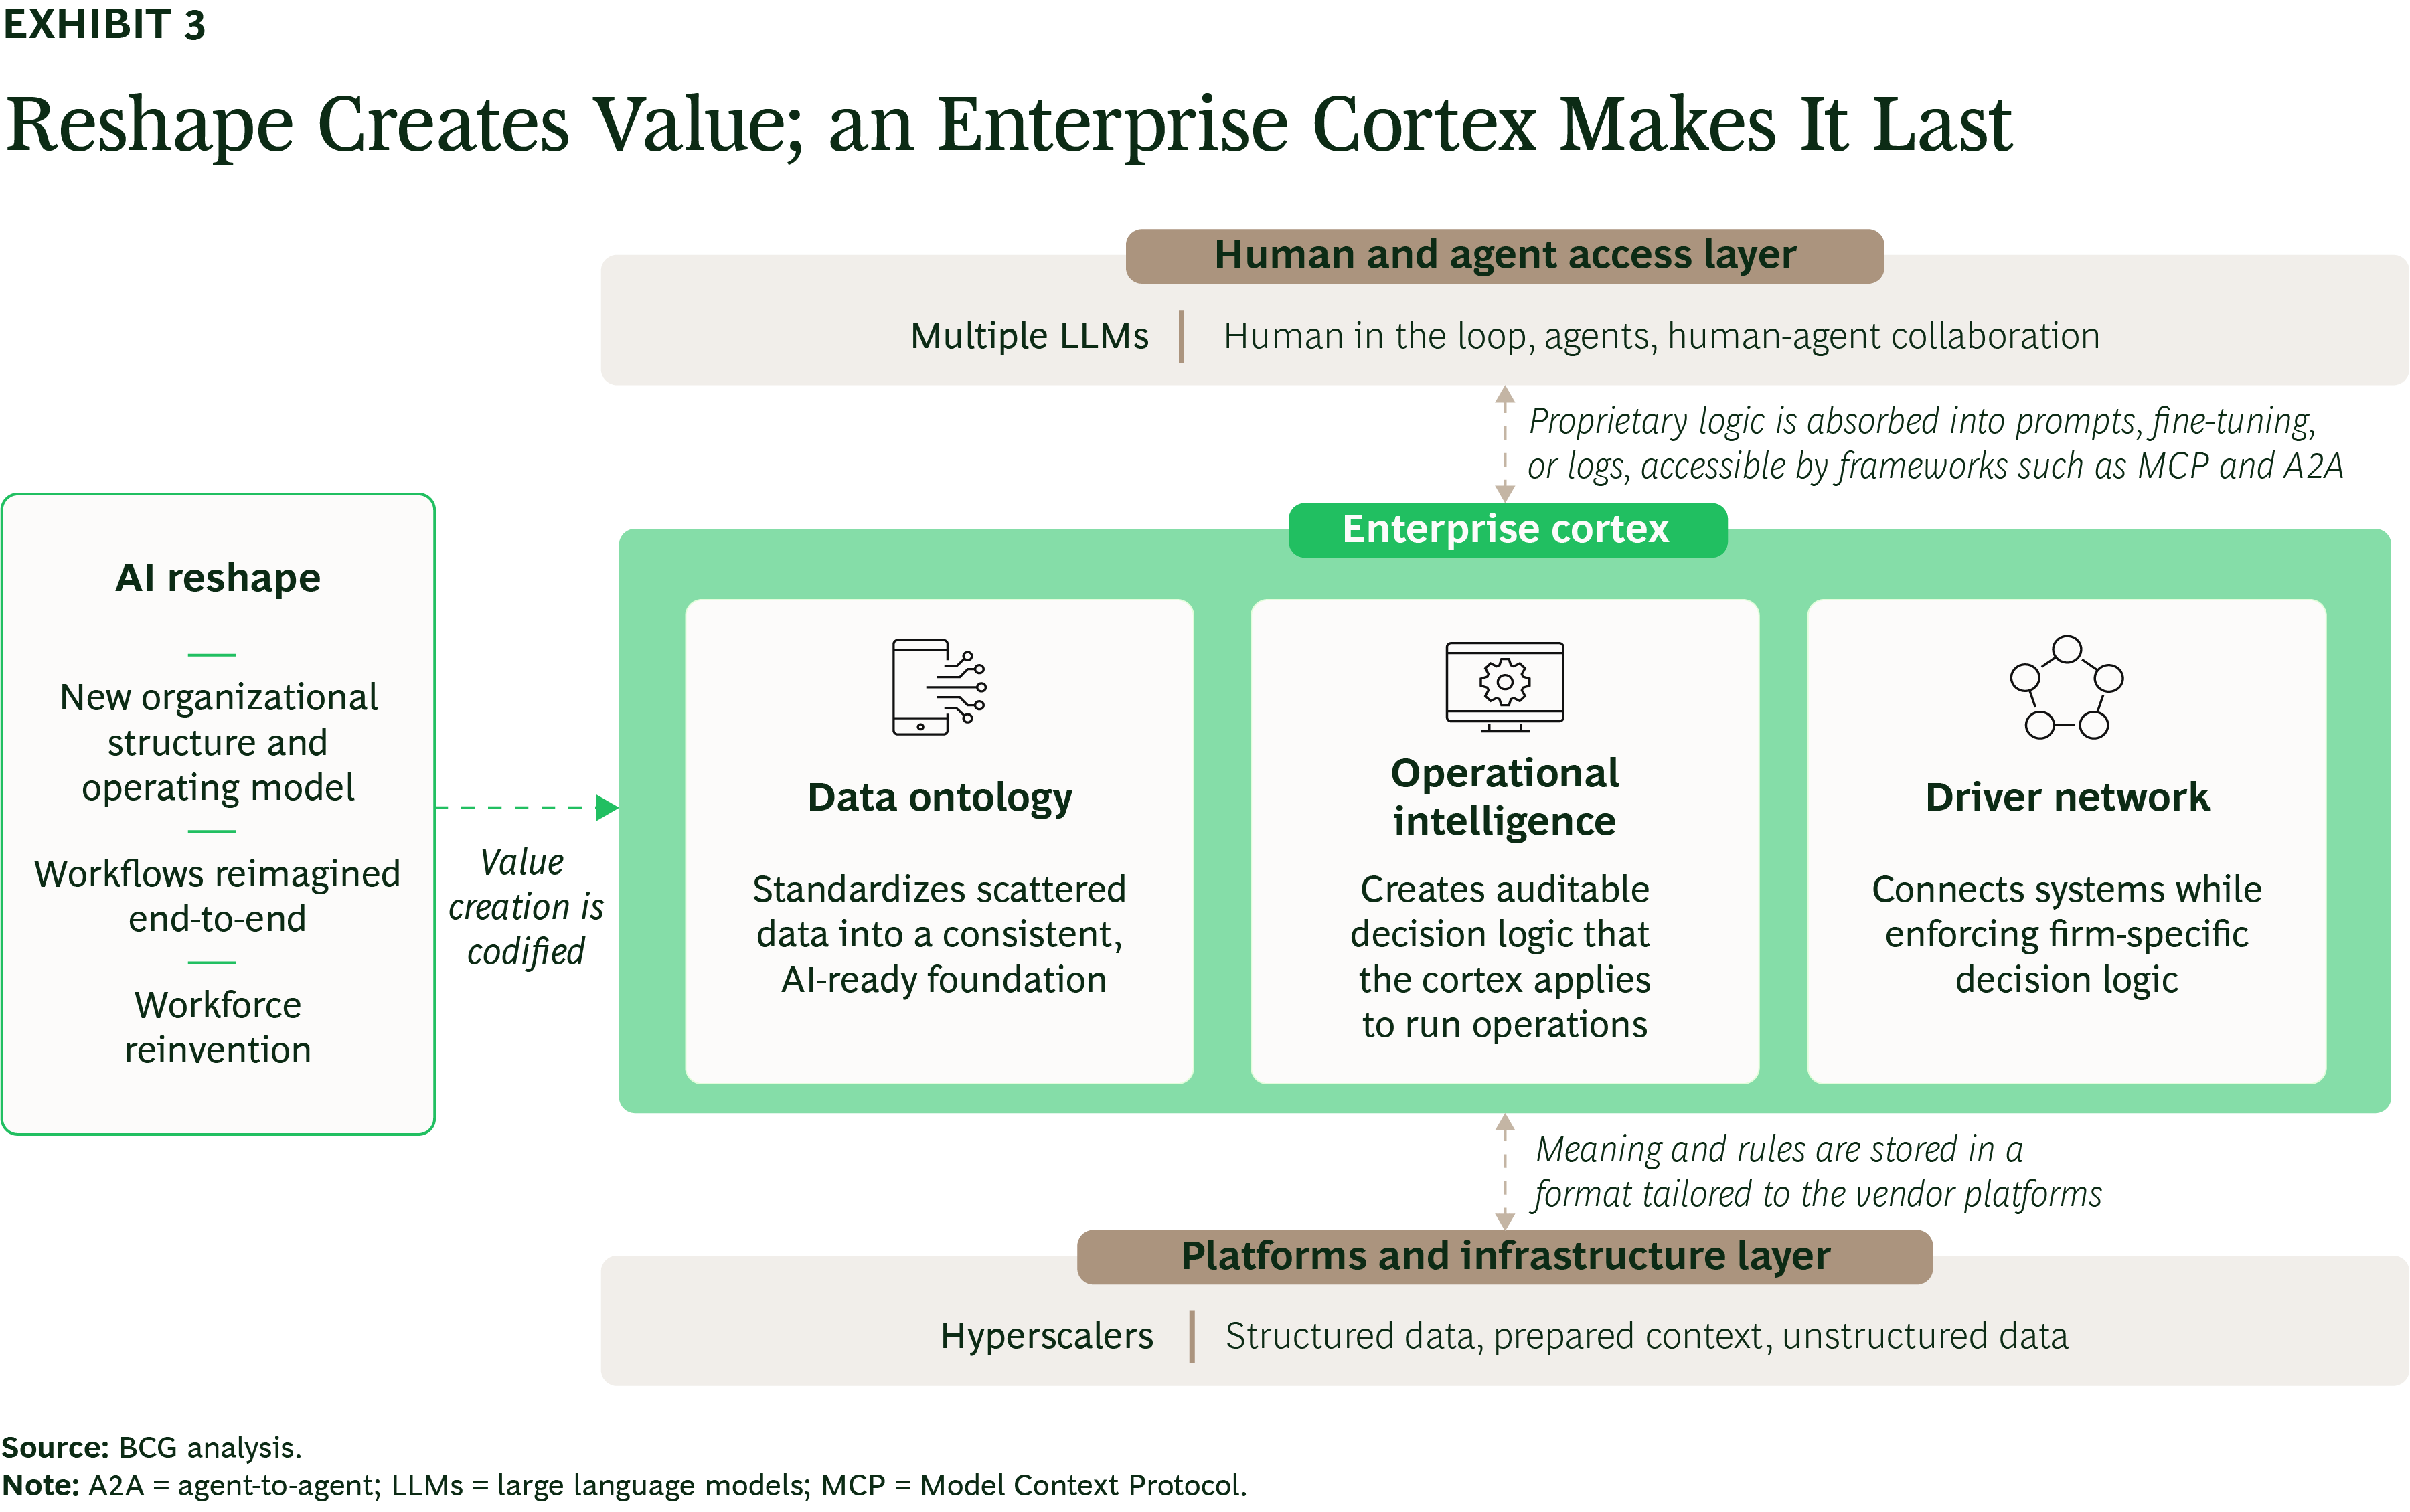 EXHIBIT 3
Reshape Creates Value; an Enterprise Cortex Makes It Last
Human and agent access layer
Multiple LLMs
Human in the loop, agents, human-agent collaboration
Proprietary logic is absorbed into prompts, fine-tuning,
or logs, accessible by frameworks such as MCP and A2A
AI reshape
New organizational
structure and
operating model
Workflows reimagined
end-to-end
Workforce
reinvention
Value
creation is
codified
Enterprise cortex
Data ontology
Standardizes scattered
data into a consistent,
AI-ready foundation
Operational
intelligence
Creates auditable
decision logic that
the cortex applies
to run operations
Driver network
Connects systems while
enforcing firm-specific
decision logic
Meaning and rules are stored in a
format tailored to the vendor platforms
Platforms and infrastructure layer
Hyperscalers
Structured data, prepared context, unstructured data
Source: BCG analysis.
Note: A2A = agent-to-agent; LLMs = large language models; MCP = Model Context Protocol.